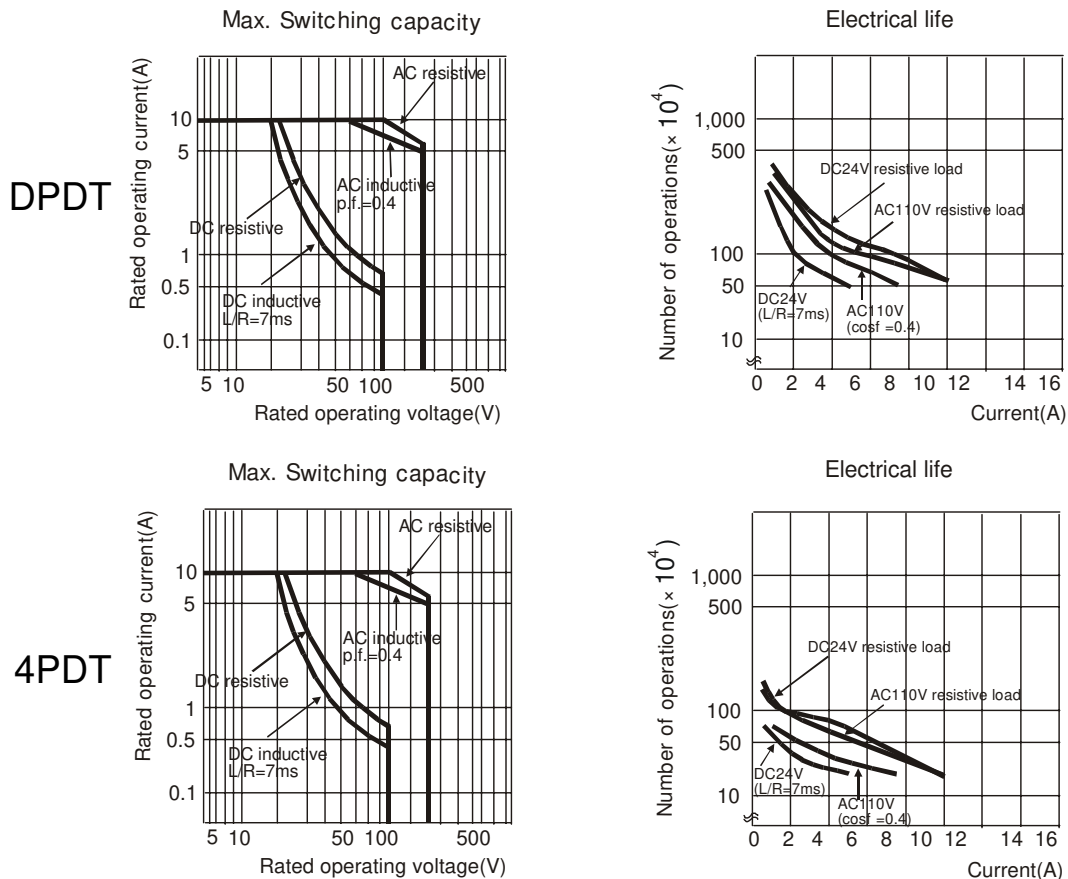 DPDT
Max. Switching capacity
Rated operating current(A)
10
5
1
0.5
0.1
AC resistive
AC inductive
p.f.=0.4
DC resistive
DC inductive
L/R=7ms
5 10 50 100 500
Rated operating voltage(V)
Electrical life
Number of operations(× 10⁴)
1,000
500
100
50
10
DC24V resistive load
AC110V resistive load
DC24V
(L/R=7ms)
AC110V
(cosf =0.4)
0 2 4 6 8 10 12 14 16
Current(A)
4PDT
Max. Switching capacity
Rated operating current(A)
10
5
1
0.5
0.1
AC resistive
AC inductive
p.f.=0.4
DC resistive
DC inductive
L/R=7ms
5 10 50 100 500
Rated operating voltage(V)
Electrical life
Number of operations(× 10⁴)
1,000
500
100
50
10
DC24V resistive load
AC110V resistive load
DC24V
(L/R=7ms)
AC110V
(cosf =0.4)
0 2 4 6 8 10 12 14 16
Current(A)